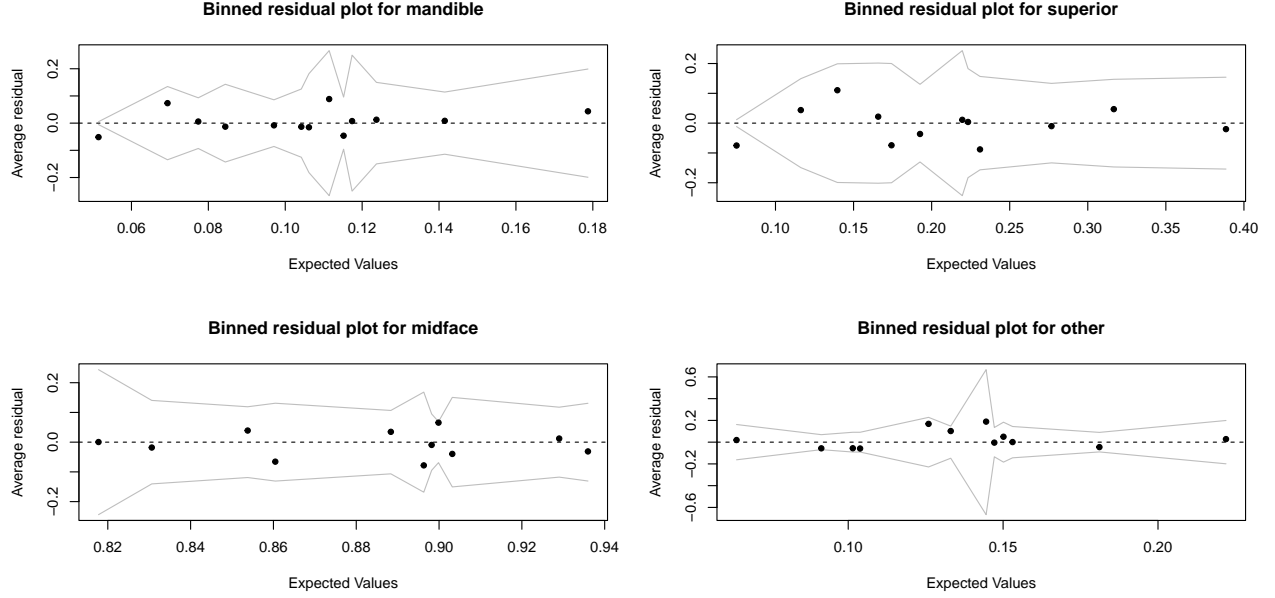 Binned residual plot for mandible
Average residual
0.2
0.0
−0.2
0.06 0.08 0.10 0.12 0.14 0.16 0.18
Expected Values
Binned residual plot for superior
Average residual
0.2
0.0
−0.2
0.10 0.15 0.20 0.25 0.30 0.35 0.40
Expected Values
Binned residual plot for midface
Average residual
0.2
0.0
−0.2
0.82 0.84 0.86 0.88 0.90 0.92 0.94
Expected Values
Binned residual plot for other
Average residual
0.6
0.2
−0.2
−0.6
0.10 0.15 0.20
Expected Values